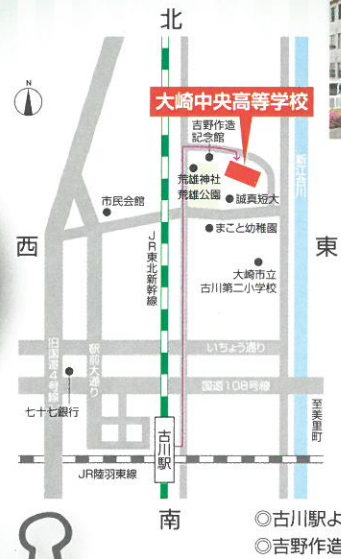 北
N
大崎中央高等学校
吉野作造
記念館
荒雄神社
荒雄公園
誠真短大
市民会館
まこと幼稚園
新江合川
西
東
JR東北新幹線
大崎市立
古川第二小学校
旧国道4号線
駅前大通り
いちょう通り
国道108号線
七十七銀行
至美里町
古川駅
JR陸羽東線
南
◎古川駅よ
◎吉野作造